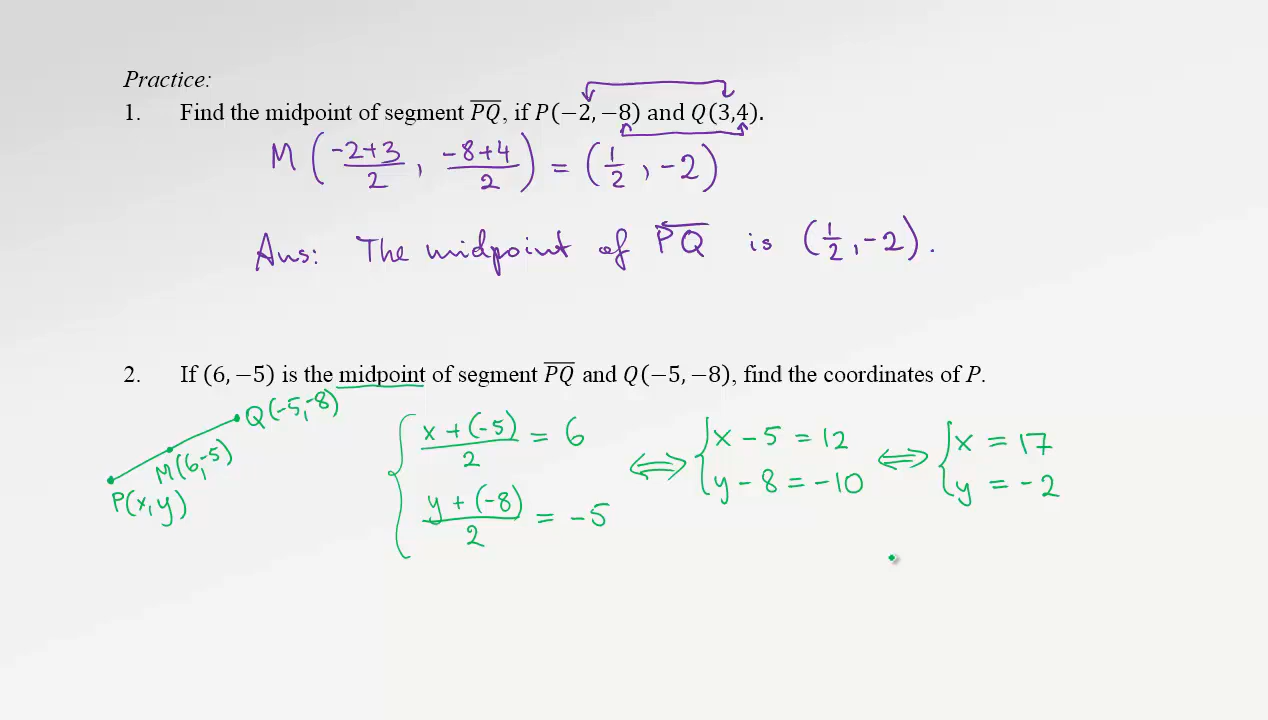 Practice:
1. Find the midpoint of segment P̅Q̅, if P(−2, −8) and Q(3,4).
M ( (-2+3)/2 , (-8+4)/2 ) = (1/2 , -2)
Ans: The midpoint of P̅Q̅ is (1/2, -2).
2. If (6, −5) is the midpoint of segment P̅Q̅ and Q(−5, −8), find the coordinates of P.
Q(-5,-8)
M(6,-5)
P(x,y)
{ (x + (-5))/2 = 6
(y + (-8))/2 = -5
⇔ { x - 5 = 12
y - 8 = -10
⇔ { x = 17
y = -2